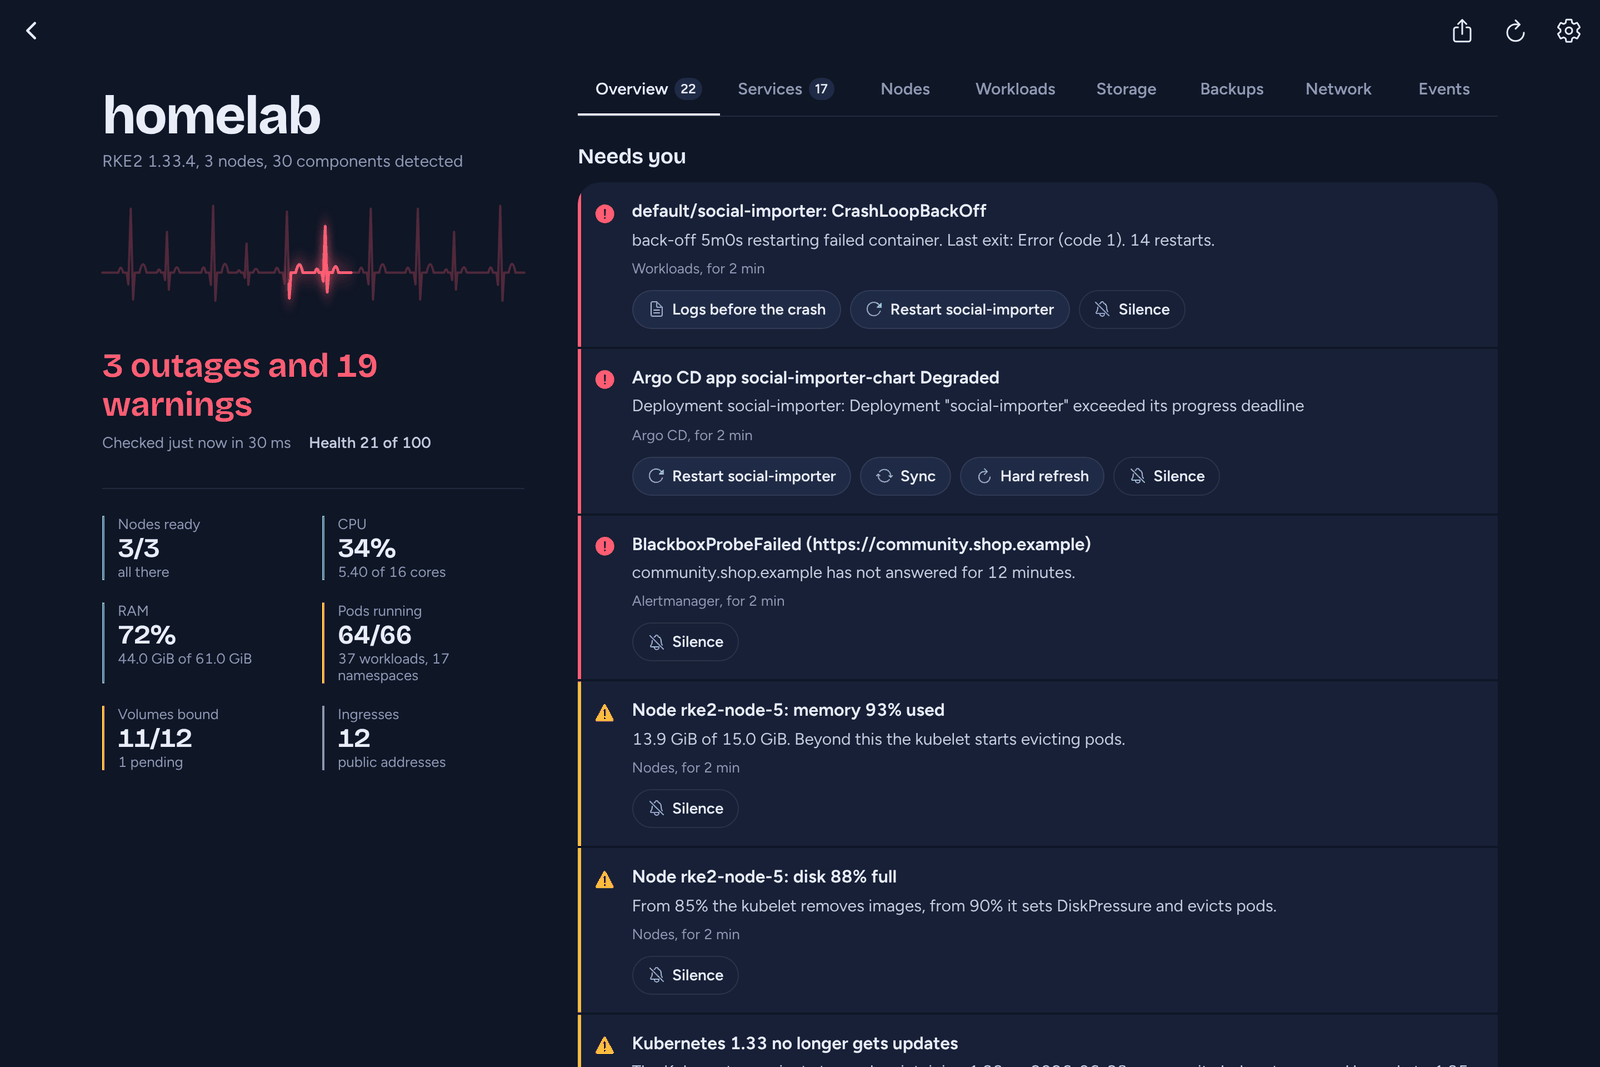 Overview 22 Services 17 Nodes Workloads Storage Backups Network Events
homelab
RKE2 1.33.4, 3 nodes, 30 components detected
3 outages and 19
warnings
Checked just now in 30 ms Health 21 of 100
Nodes ready
3/3
all there
CPU
34%
5.40 of 16 cores
RAM
72%
44.0 GiB of 61.0 GiB
Pods running
64/66
37 workloads, 17
namespaces
Volumes bound
11/12
1 pending
Ingresses
12
public addresses
Needs you
default/social-importer: CrashLoopBackOff
back-off 5m0s restarting failed container. Last exit: Error (code 1). 14 restarts.
Workloads, for 2 min
Logs before the crash Restart social-importer Silence
Argo CD app social-importer-chart Degraded
Deployment social-importer: Deployment "social-importer" exceeded its progress deadline
Argo CD, for 2 min
Restart social-importer Sync Hard refresh Silence
BlackboxProbeFailed (https://community.shop.example)
community.shop.example has not answered for 12 minutes.
Alertmanager, for 2 min
Silence
Node rke2-node-5: memory 93% used
13.9 GiB of 15.0 GiB. Beyond this the kubelet starts evicting pods.
Nodes, for 2 min
Silence
Node rke2-node-5: disk 88% full
From 85% the kubelet removes images, from 90% it sets DiskPressure and evicts pods.
Nodes, for 2 min
Silence
Kubernetes 1.33 no longer gets updates